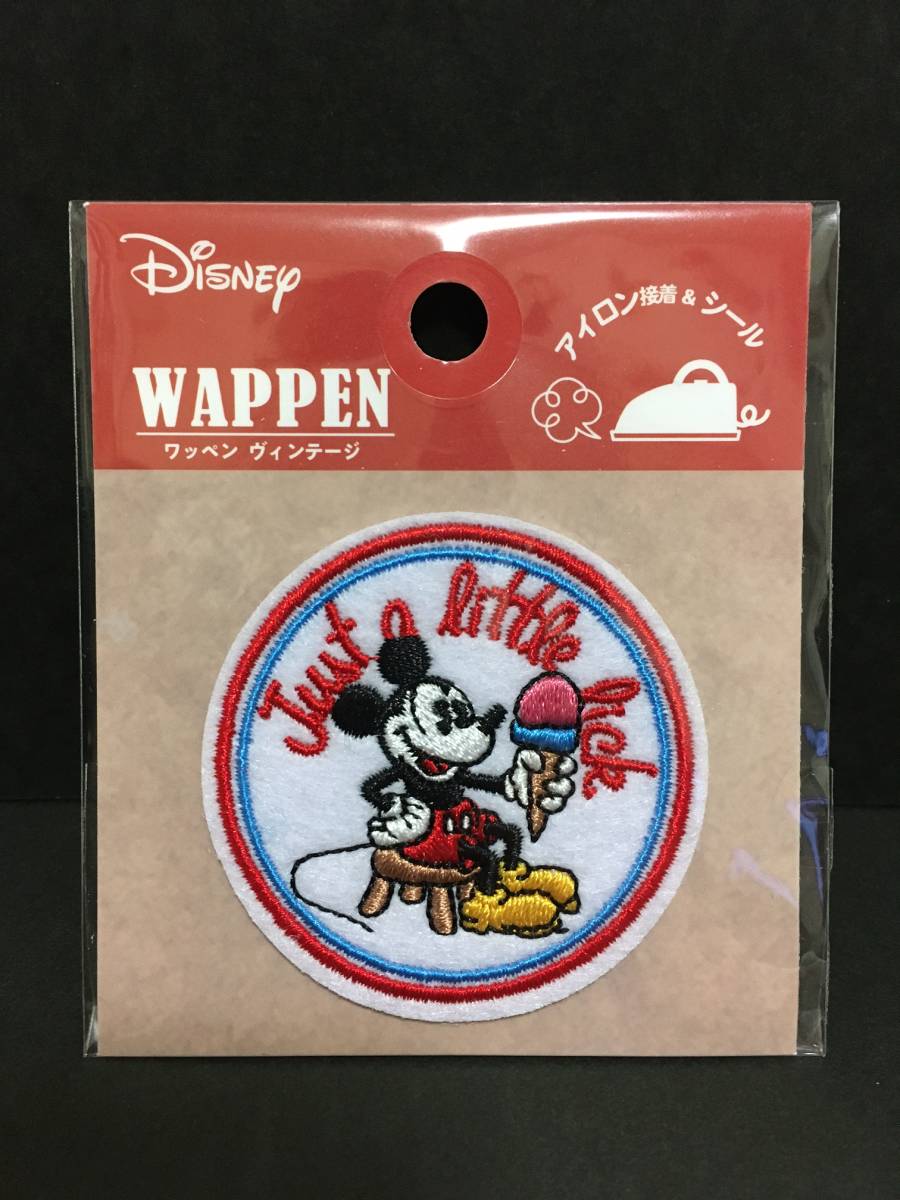 Disney
WAPPEN
ワッペン ヴィンテージ
アイロン接着 & シール
Just a little lick